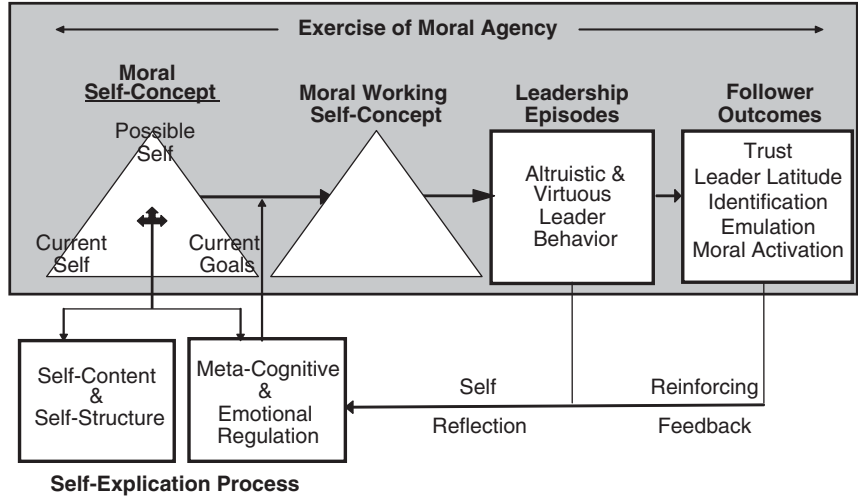 Exercise of Moral Agency
Moral
Self-Concept
Moral Working
Self-Concept
Leadership
Episodes
Follower
Outcomes
Possible
Self
Current
Self
Current
Goals
Altruistic &
Virtuous
Leader
Behavior
Trust
Leader Latitude
Identification
Emulation
Moral Activation
Self-Content
&
Self-Structure
Meta-Cognitive
&
Emotional
Regulation
Self
Reflection
Reinforcing
Feedback
Self-Explication Process